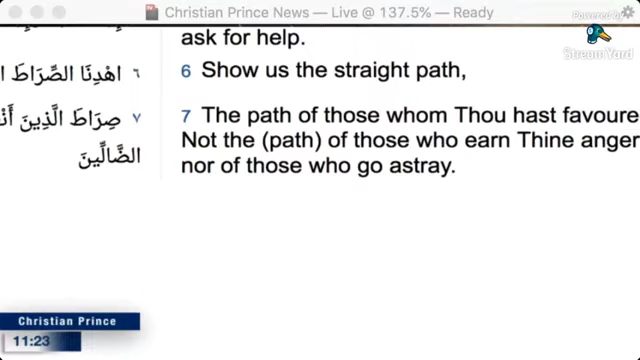 Christian Prince News — Live @ 137.5% — Ready
Powered by
StreamYard
ask for help.
٦ اهْدِنَا الصِّرَاطَ
6 Show us the straight path,
٧ صِرَاطَ الَّذِينَ
7 The path of those whom Thou hast favoure
Not the (path) of those who earn Thine anger
الضَّالِّينَ
nor of those who go astray.
Christian Prince
11:23